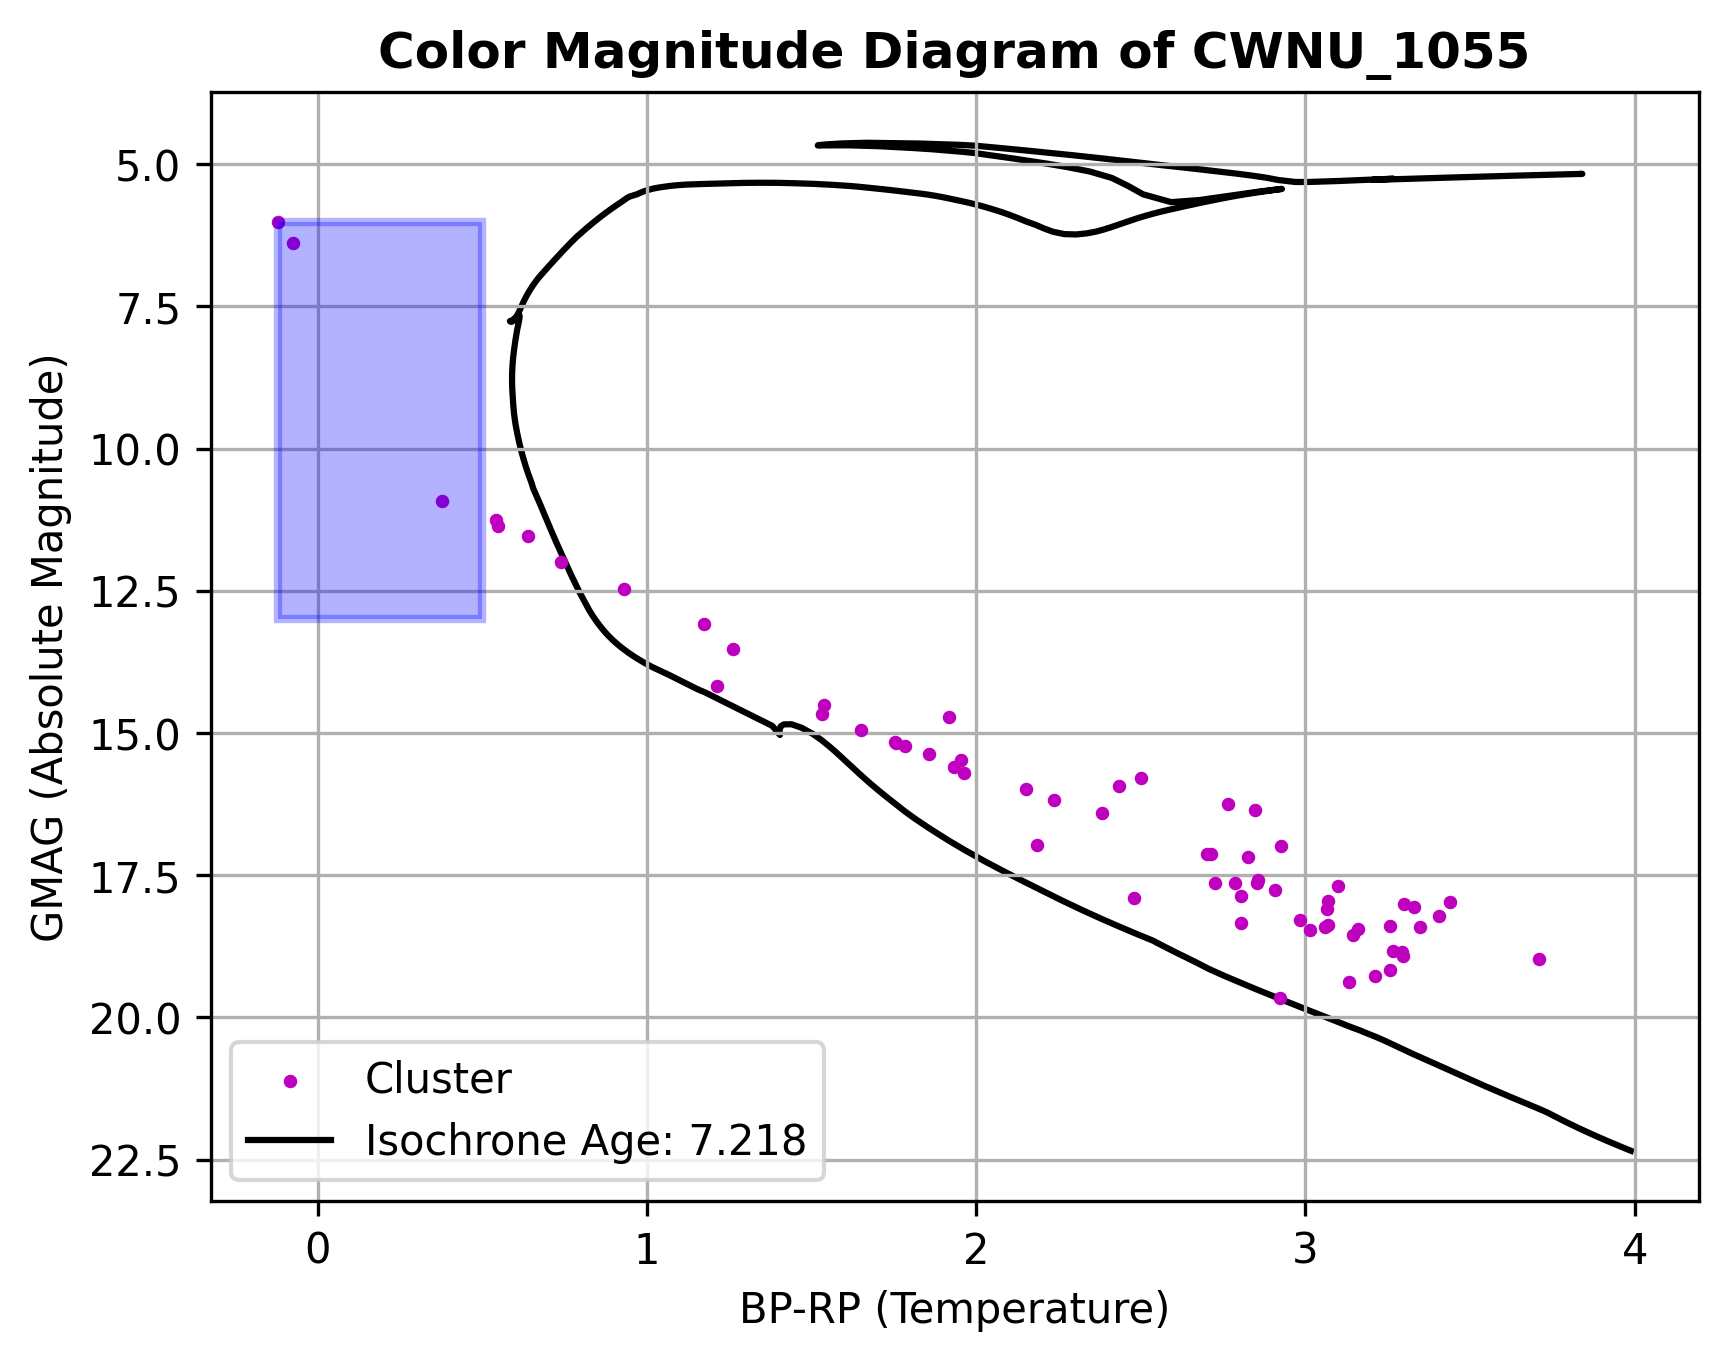 Color Magnitude Diagram of CWNU_1055
GMAG (Absolute Magnitude)
5.0
7.5
10.0
12.5
15.0
17.5
20.0
22.5
Cluster
Isochrone Age: 7.218
0 1 2 3 4
BP-RP (Temperature)